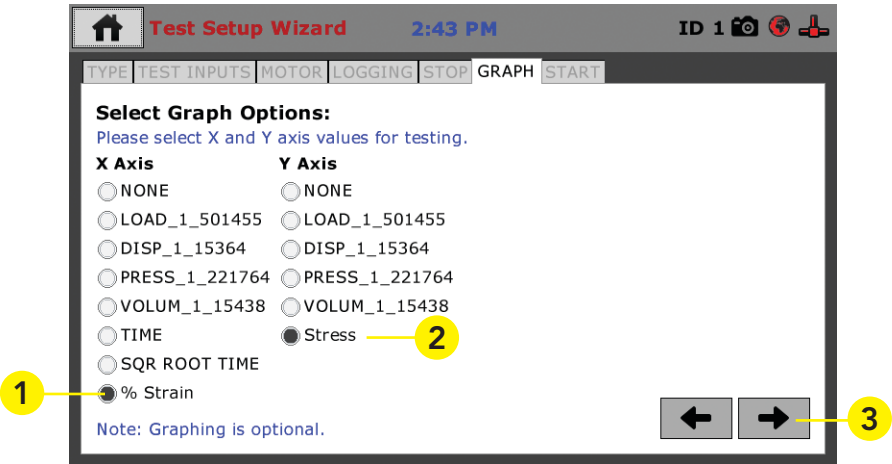 Test Setup Wizard 2:43 PM ID 1
TYPE TEST INPUTS MOTOR LOGGING STOP GRAPH START
Select Graph Options:
Please select X and Y axis values for testing.
X Axis Y Axis
NONE NONE
LOAD_1_501455 LOAD_1_501455
DISP_1_15364 DISP_1_15364
PRESS_1_221764 PRESS_1_221764
VOLUM_1_15438 VOLUM_1_15438
TIME Stress 2
SQR ROOT TIME
1 % Strain
Note: Graphing is optional. 3